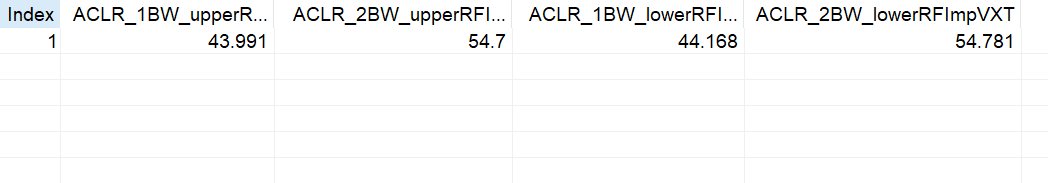 Index ACLR_1BW_upperR... ACLR_2BW_upperRFI... ACLR_1BW_lowerRFI... ACLR_2BW_lowerRFImpVXT
1 43.991 54.7 44.168 54.781